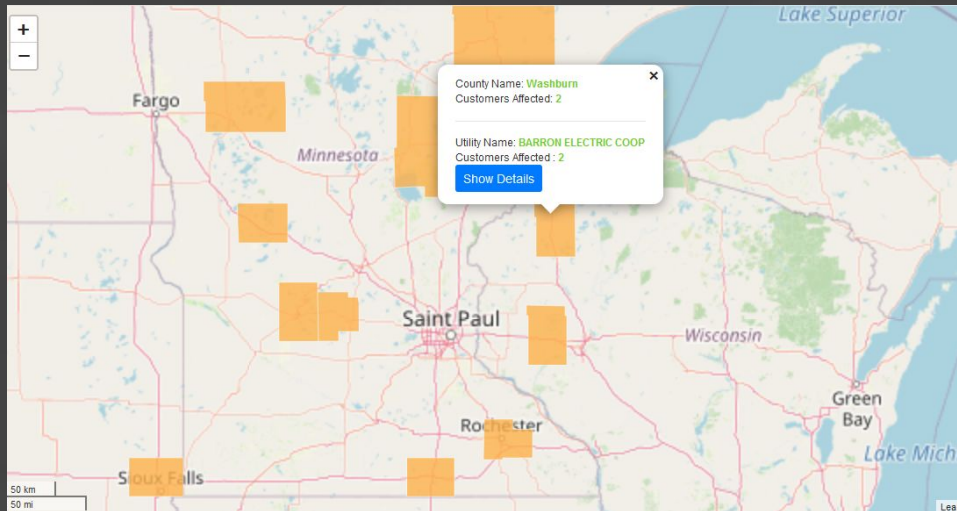 +
−
Lake Superior
Fargo
Minnesota
×
County Name: Washburn
Customers Affected: 2
Utility Name: BARRON ELECTRIC COOP
Customers Affected : 2
Show Details
Saint Paul
Wisconsin
Green
Bay
Rochester
Lake Mich
Sioux Falls
50 km
50 mi
Lea